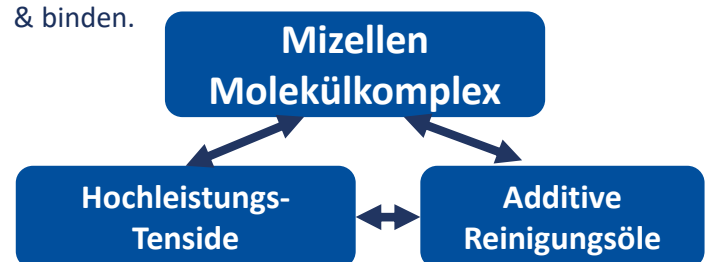 & binden.
Mizellen
Molekülkomplex
Hochleistungs-
Tenside
Additive
Reinigungsöle